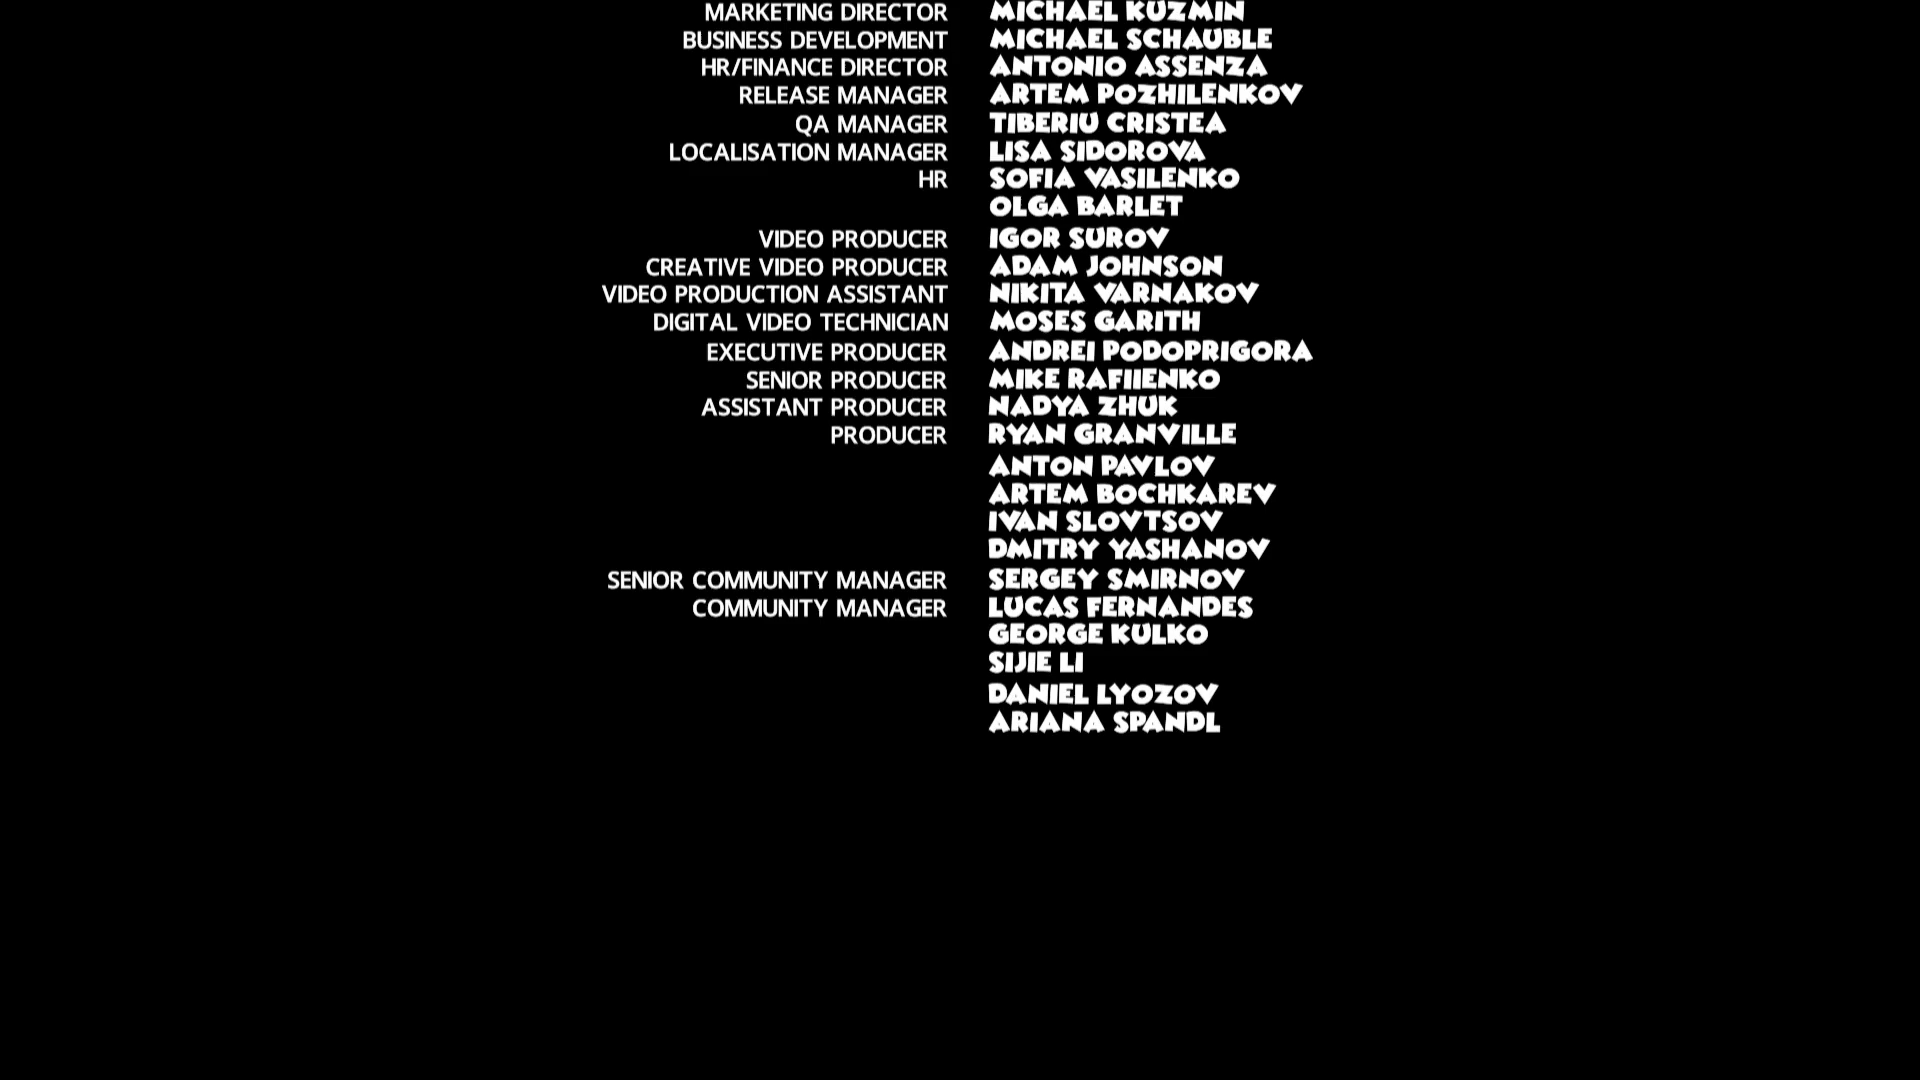 MARKETING DIRECTOR MICHAEL KUZMIN
BUSINESS DEVELOPMENT MICHAEL SCHAUBLE
HR/FINANCE DIRECTOR ANTONIO ASSENZA
RELEASE MANAGER ARTEM POZHILENKOV
QA MANAGER TIBERIU CRISTEA
LOCALISATION MANAGER LISA SIDOROVA
HR SOFIA VASILENKO
OLGA BARLET
VIDEO PRODUCER IGOR SUROV
CREATIVE VIDEO PRODUCER ADAM JOHNSON
VIDEO PRODUCTION ASSISTANT NIKITA VARNAKOV
DIGITAL VIDEO TECHNICIAN MOSES GARITH
EXECUTIVE PRODUCER ANDREI PODOPRIGORA
SENIOR PRODUCER MIKE RAFIIENKO
ASSISTANT PRODUCER NADYA ZHUK
PRODUCER RYAN GRANVILLE
ANTON PAVLOV
ARTEM BOCHKAREV
IVAN SLOVTSOV
DMITRY YASHANOV
SENIOR COMMUNITY MANAGER SERGEY SMIRNOV
COMMUNITY MANAGER LUCAS FERNANDES
GEORGE KULKO
SIJIE LI
DANIEL LYOZOV
ARIANA SPANDL